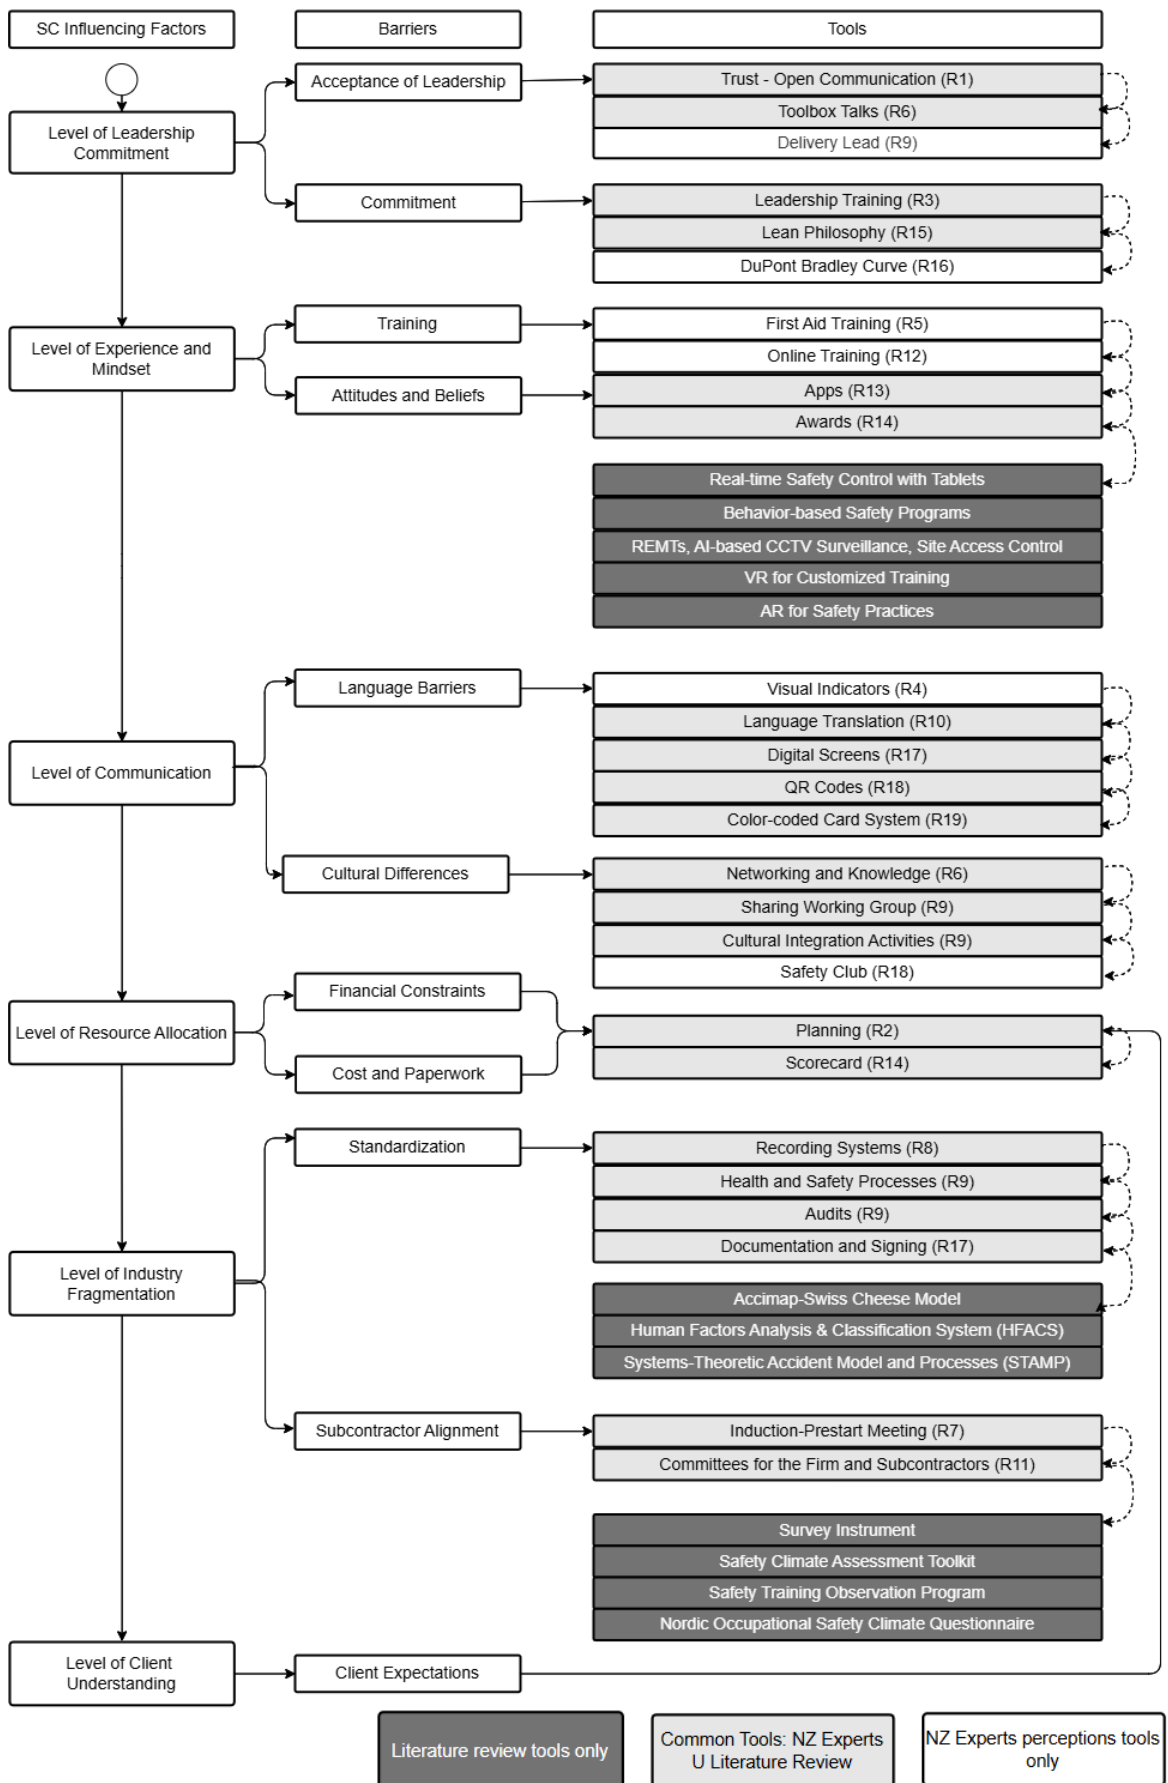 SC Influencing Factors
Barriers
Tools
Level of Leadership
Commitment
Acceptance of Leadership
Trust - Open Communication (R1)
Toolbox Talks (R6)
Delivery Lead (R9)
Commitment
Leadership Training (R3)
Lean Philosophy (R15)
DuPont Bradley Curve (R16)
Level of Experience and
Mindset
Training
First Aid Training (R5)
Online Training (R12)
Attitudes and Beliefs
Apps (R13)
Awards (R14)
Real-time Safety Control with Tablets
Behavior-based Safety Programs
REMTs, AI-based CCTV Surveillance, Site Access Control
VR for Customized Training
AR for Safety Practices
Level of Communication
Language Barriers
Visual Indicators (R4)
Language Translation (R10)
Digital Screens (R17)
QR Codes (R18)
Color-coded Card System (R19)
Cultural Differences
Networking and Knowledge (R6)
Sharing Working Group (R9)
Cultural Integration Activities (R9)
Safety Club (R18)
Level of Resource Allocation
Financial Constraints
Cost and Paperwork
Planning (R2)
Scorecard (R14)
Level of Industry
Fragmentation
Standardization
Recording Systems (R8)
Health and Safety Processes (R9)
Audits (R9)
Documentation and Signing (R17)
Accimap-Swiss Cheese Model
Human Factors Analysis & Classification System (HFACS)
Systems-Theoretic Accident Model and Processes (STAMP)
Subcontractor Alignment
Induction-Prestart Meeting (R7)
Committees for the Firm and Subcontractors (R11)
Survey Instrument
Safety Climate Assessment Toolkit
Safety Training Observation Program
Nordic Occupational Safety Climate Questionnaire
Level of Client
Understanding
Client Expectations
Literature review tools only
Common Tools: NZ Experts
U Literature Review
NZ Experts perceptions tools
only